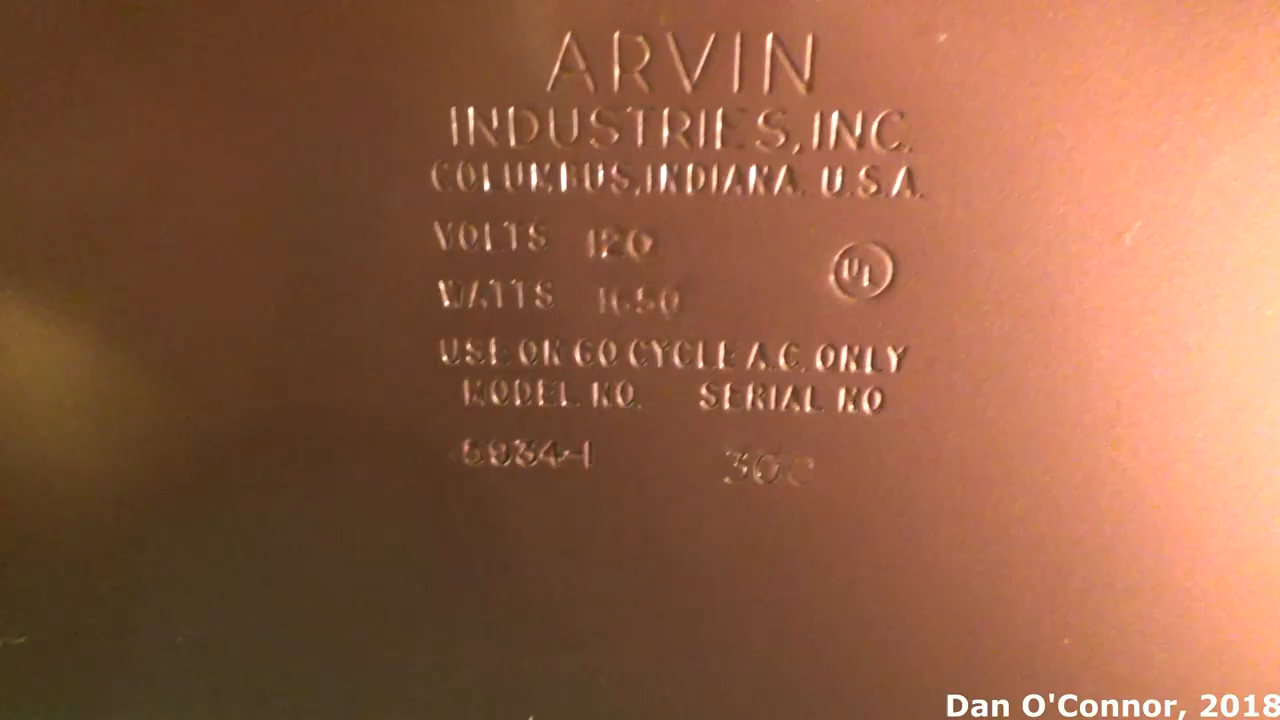 ARVIN
INDUSTRIES, INC.
COLUMBUS, INDIANA. U.S.A.
VOLTS 120
UL
WATTS 1650
USE ON 60 CYCLE A.C. ONLY
MODEL NO. SERIAL NO
Dan O'Connor, 2018